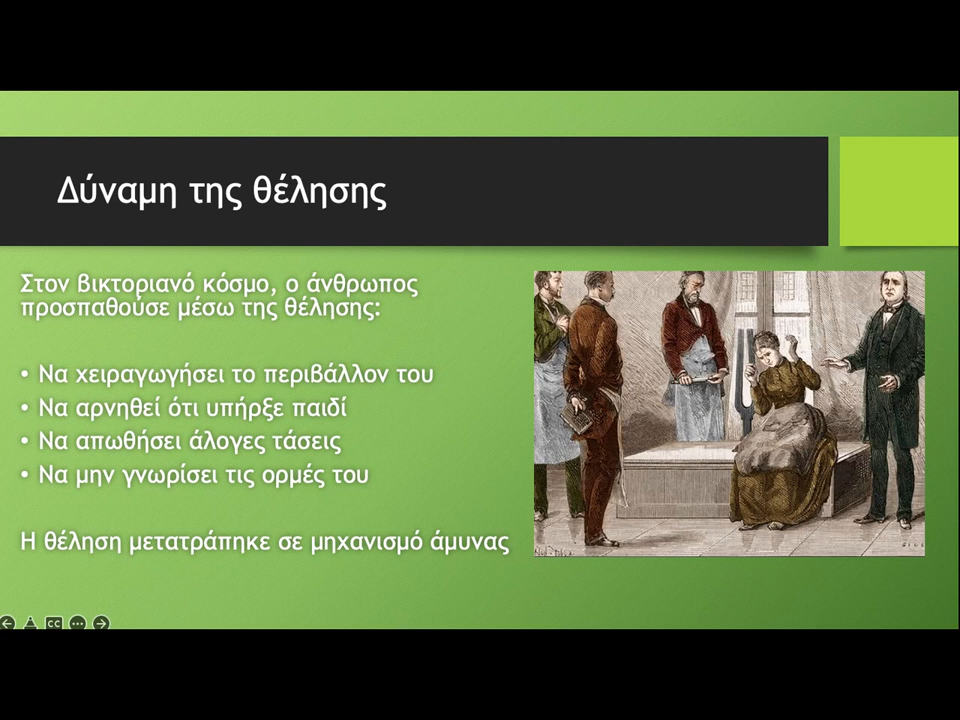 Δύναμη της θέλησης
Στον βικτοριανό κόσμο, ο άνθρωπος
προσπαθούσε μέσω της θέλησης:
• Να χειραγωγήσει το περιβάλλον του
• Να αρνηθεί ότι υπήρξε παιδί
• Να απωθήσει άλογες τάσεις
• Να μην γνωρίσει τις ορμές του
Η θέληση μετατράπηκε σε μηχανισμό άμυνας
CC